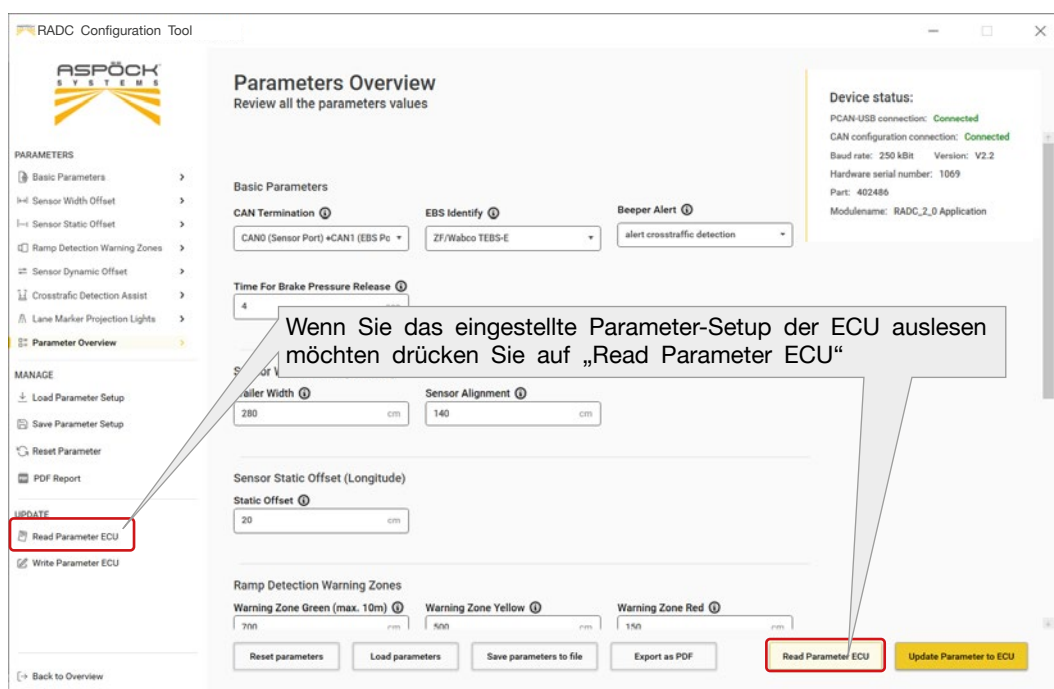 RADC Configuration Tool
ASPÖCK
SYSTEMS
PARAMETERS
Basic Parameters
Sensor Width Offset
Sensor Static Offset
Ramp Detection Warning Zones
Sensor Dynamic Offset
Crosstrafic Detection Assist
Lane Marker Projection Lights
Parameter Overview
MANAGE
Load Parameter Setup
Save Parameter Setup
Reset Parameter
PDF Report
UPDATE
Read Parameter ECU
Write Parameter ECU
Back to Overview
Parameters Overview
Review all the parameters values
Device status:
PCAN-USB connection: Connected
CAN configuration connection: Connected
Baud rate: 250 kBit Version: V2.2
Hardware serial number: 1069
Part: 402486
Modulename: RADC_2_0 Application
Basic Parameters
CAN Termination EBS Identify Beeper Alert
CAN0 (Sensor Port) +CAN1 (EBS Po ZF/Wabco TEBS-E alert crosstraffic detection
Time For Brake Pressure Release
4
Wenn Sie das eingestellte Parameter-Setup der ECU auslesen
möchten drücken Sie auf „Read Parameter ECU“
Sensor Alignment
280 cm 140 cm
Sensor Static Offset (Longitude)
Static Offset
20 cm
Ramp Detection Warning Zones
Warning Zone Green (max. 10m) Warning Zone Yellow Warning Zone Red
700 cm 500 cm 150 cm
Reset parameters Load parameters Save parameters to file Export as PDF Read Parameter ECU Update Parameter to ECU